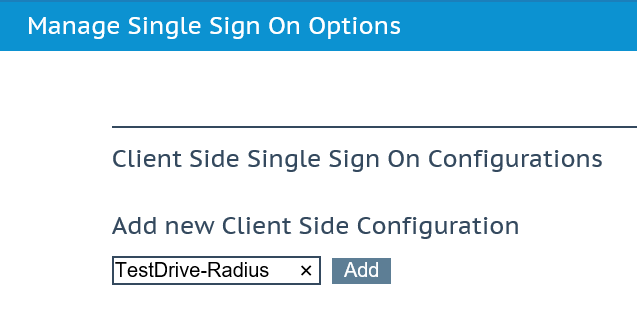 Manage Single Sign On Options
Client Side Single Sign On Configurations
Add new Client Side Configuration
TestDrive-Radius × Add